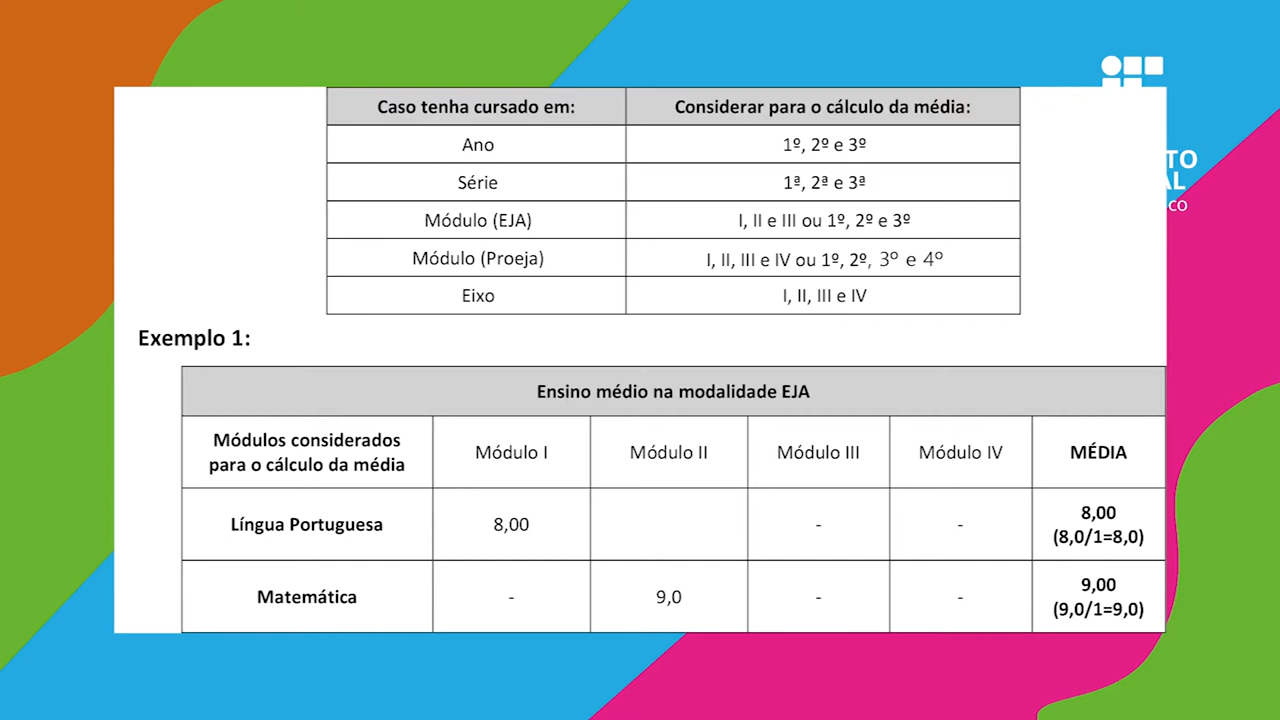 Caso tenha cursado em: Considerar para o cálculo da média:
Ano 1º, 2º e 3º
Série 1ª, 2ª e 3ª
Módulo (EJA) I, II e III ou 1º, 2º e 3º
Módulo (Proeja) I, II, III e IV ou 1º, 2º, 3º e 4º
Eixo I, II, III e IV
Exemplo 1:
Ensino médio na modalidade EJA
Módulos considerados
para o cálculo da média Módulo I Módulo II Módulo III Módulo IV MÉDIA
Língua Portuguesa 8,00 - - 8,00
(8,0/1=8,0)
Matemática - 9,0 - - 9,00
(9,0/1=9,0)
TO
AL
CO